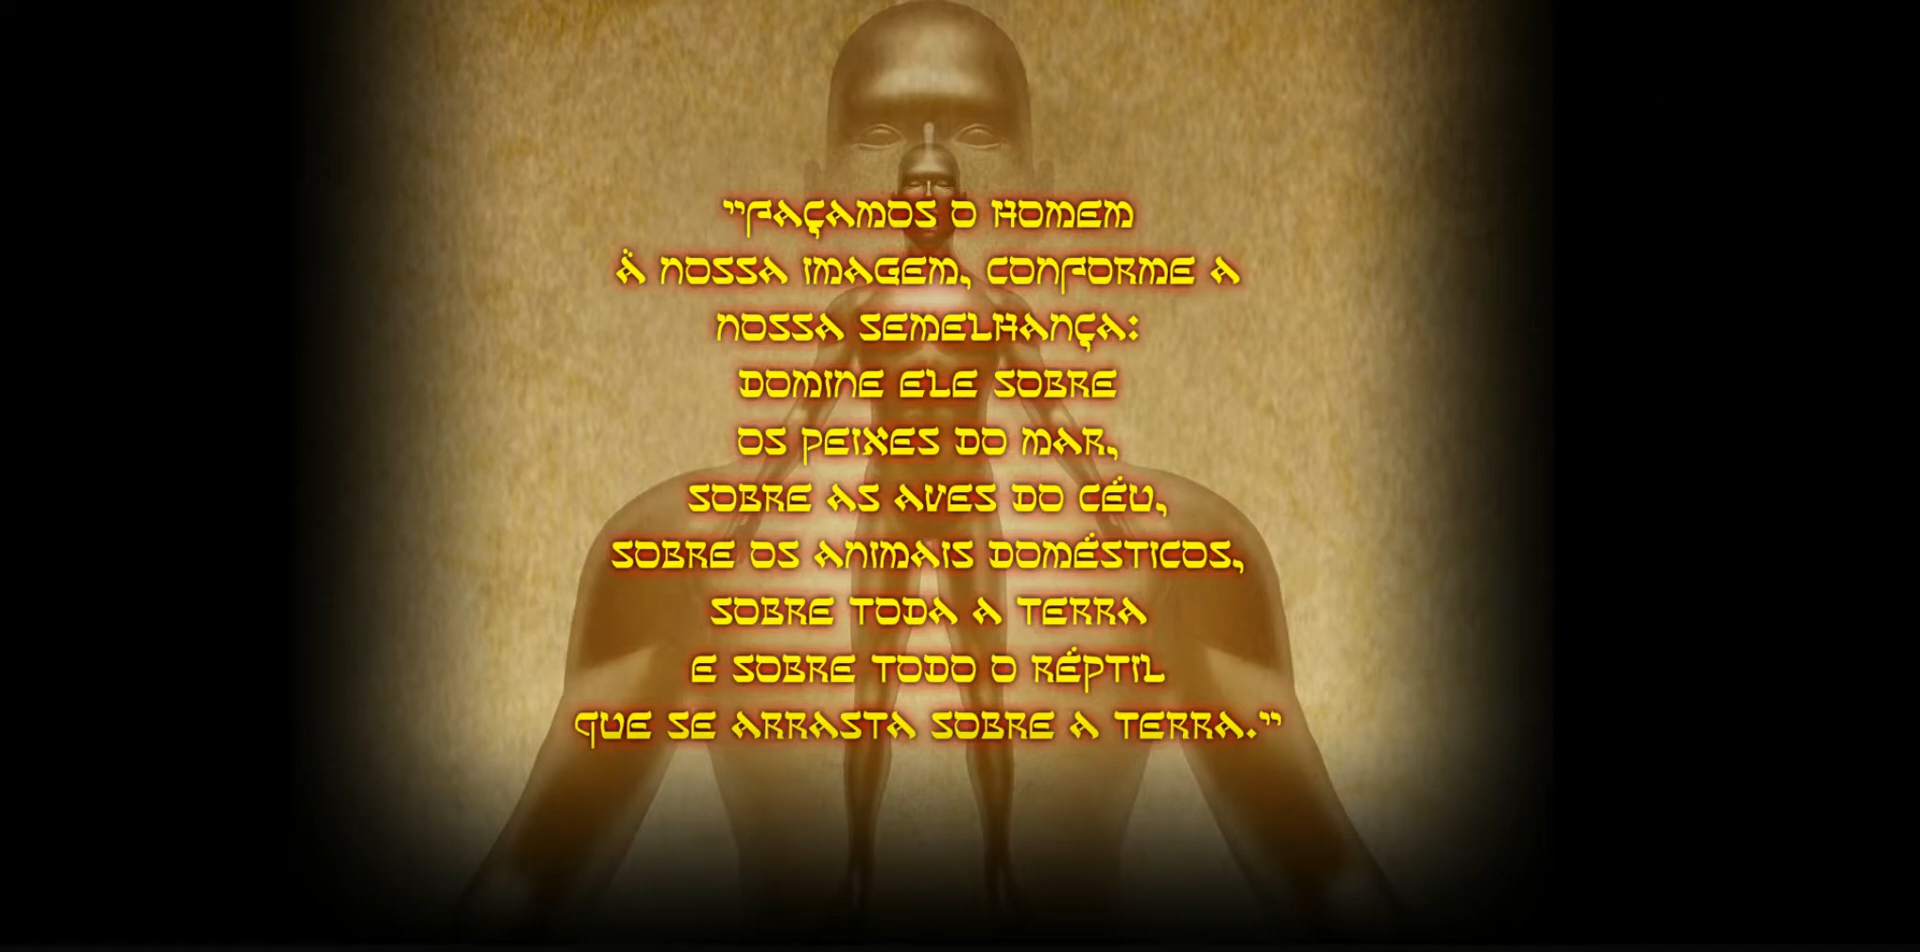 "FAÇAMOS O HOMEM
À NOSSA IMAGEM, CONFORME A
NOSSA SEMELHANÇA:
DOMINE ELE SOBRE
OS PEIXES DO MAR,
SOBRE AS AVES DO CÉU,
SOBRE OS ANIMAIS DOMÉSTICOS,
SOBRE TODA A TERRA
E SOBRE TODO O RÉPTIL
QUE SE ARRASTA SOBRE A TERRA."